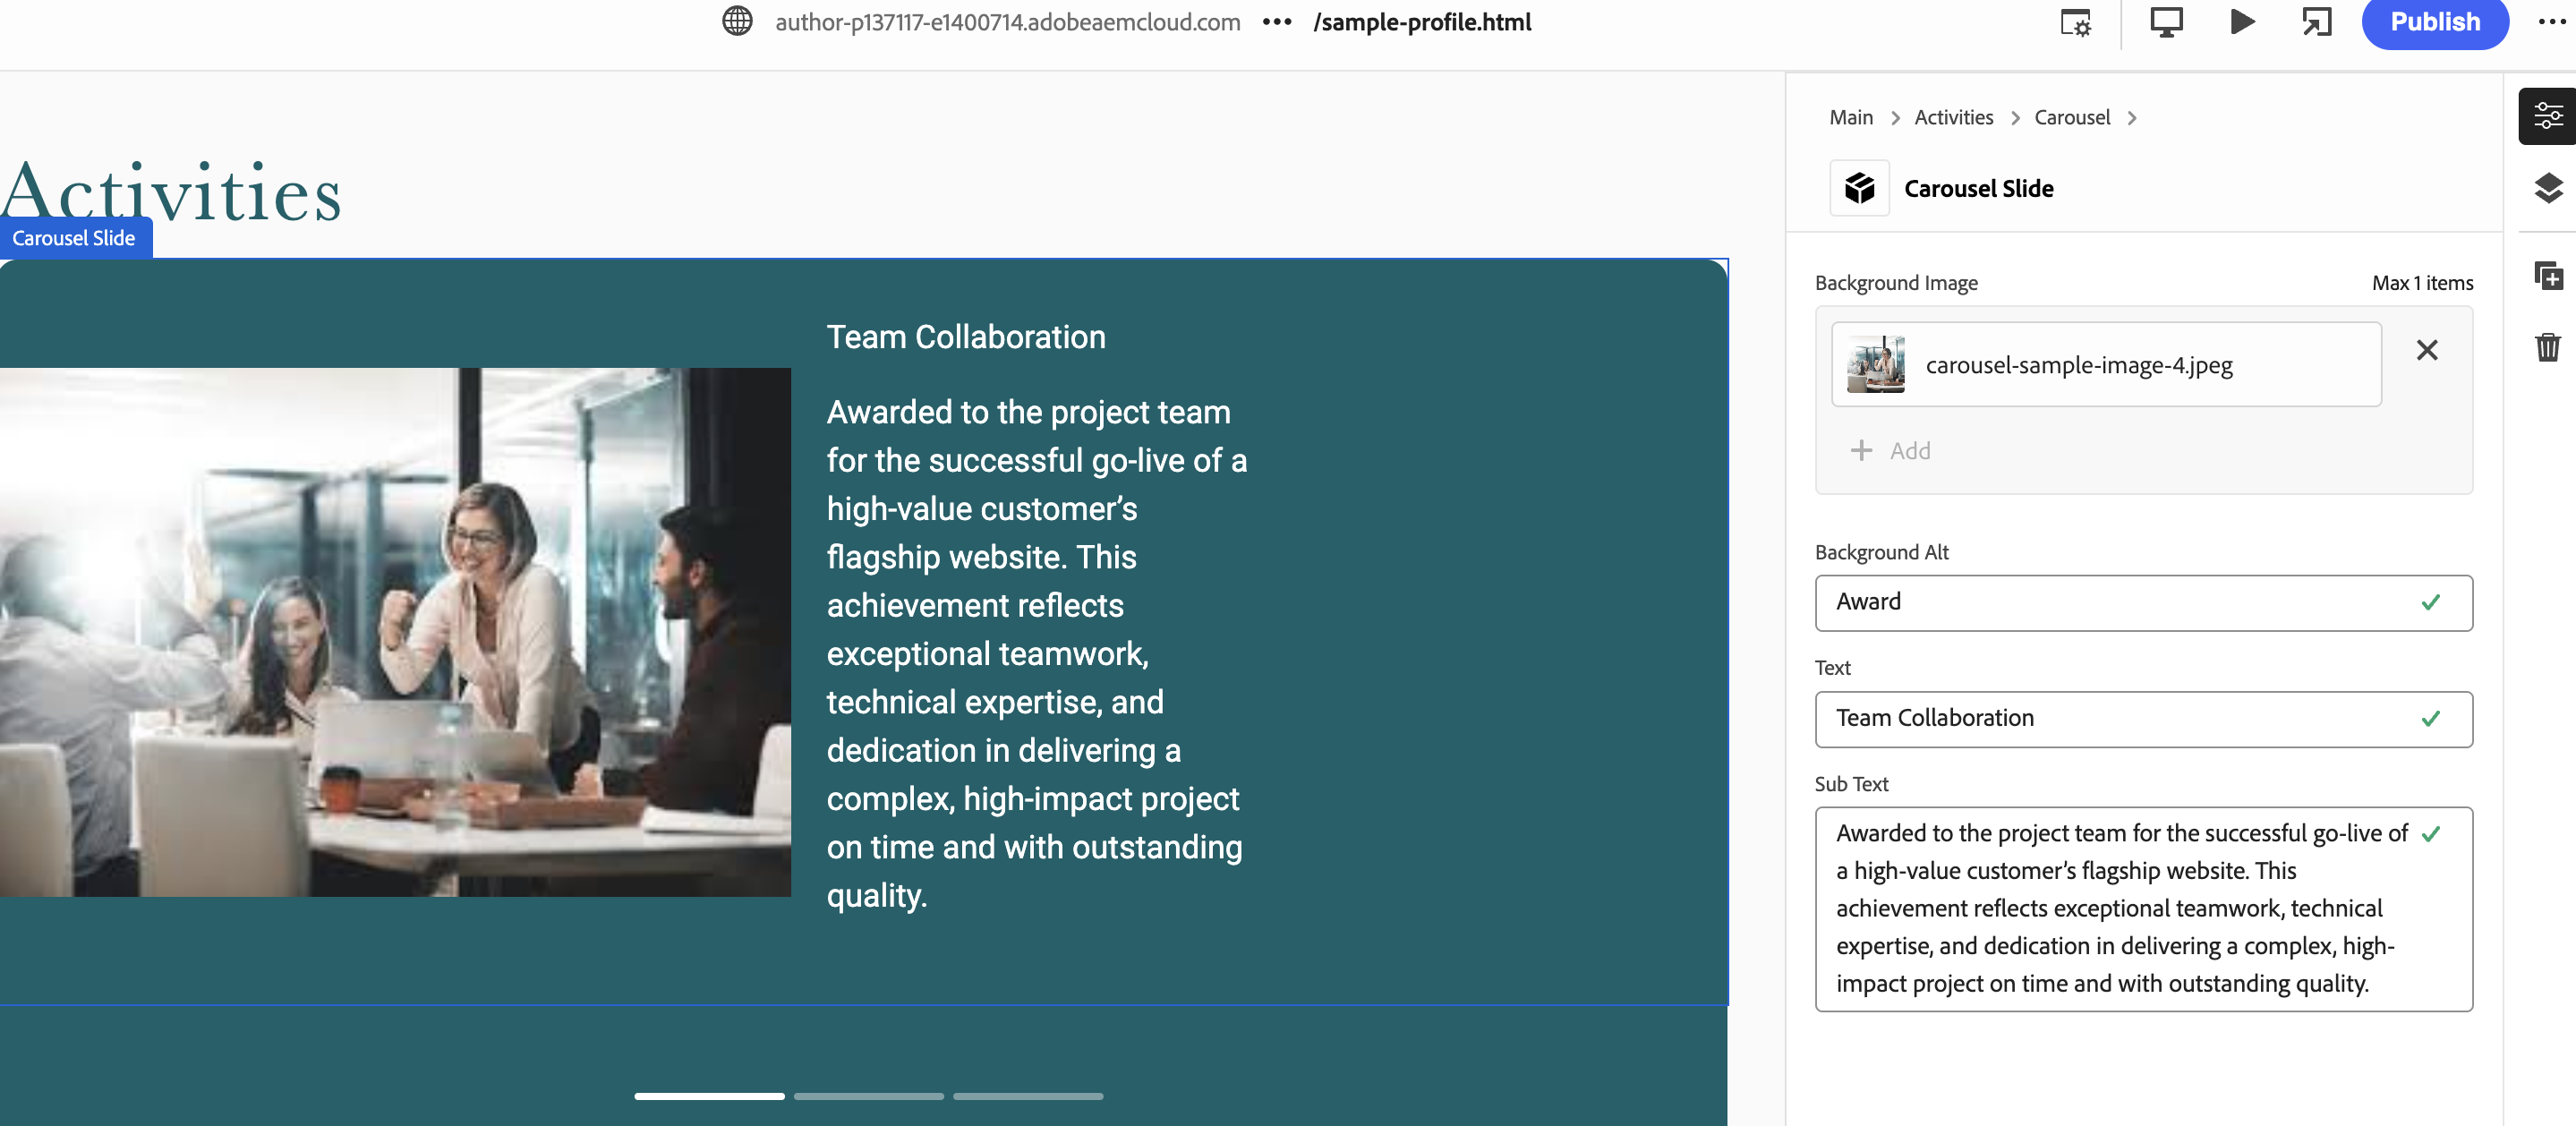 author-p137117-e1400714.adobeaemcloud.com ••• /sample-profile.html
Publish
Activities
Carousel Slide
Team Collaboration
Awarded to the project team
for the successful go-live of a
high-value customer’s
flagship website. This
achievement reflects
exceptional teamwork,
technical expertise, and
dedication in delivering a
complex, high-impact project
on time and with outstanding
quality.
Main > Activities > Carousel >
Carousel Slide
Background Image Max 1 items
carousel-sample-image-4.jpeg
+ Add
Background Alt
Award
Text
Team Collaboration
Sub Text
Awarded to the project team for the successful go-live of
a high-value customer’s flagship website. This
achievement reflects exceptional teamwork, technical
expertise, and dedication in delivering a complex, high-
impact project on time and with outstanding quality.